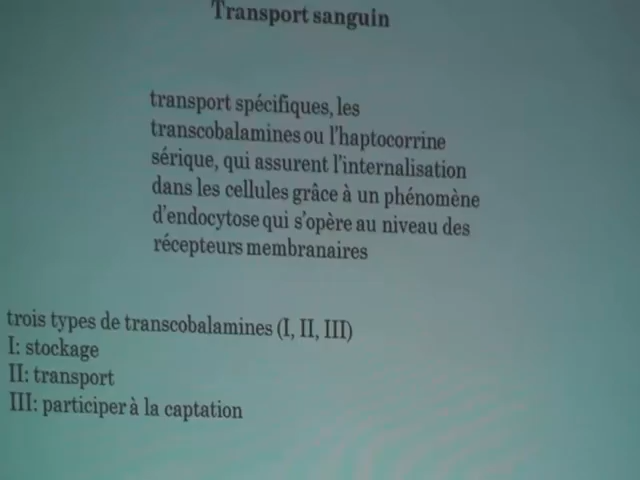 Transport sanguin
transport spécifiques, les
transcobalamines ou l'haptocorrine
sérique, qui assurent l'internalisation
dans les cellules grâce à un phénomène
d'endocytose qui s'opère au niveau des
récepteurs membranaires
trois types de transcobalamines (I, II, III)
I: stockage
II: transport
III: participer à la captation